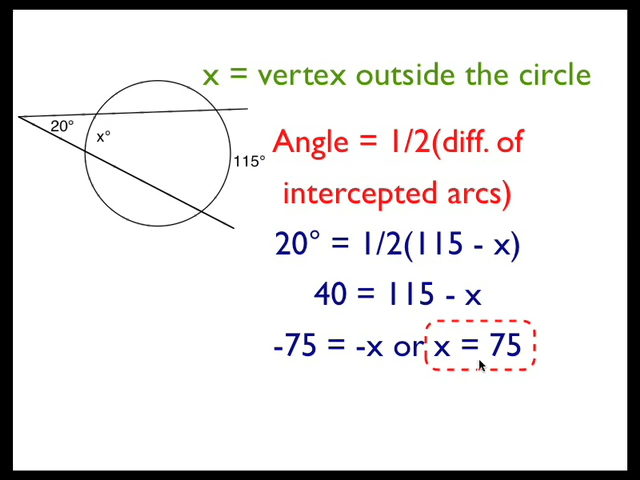 x = vertex outside the circle
20°
x°
115°
Angle = 1/2(diff. of
intercepted arcs)
20° = 1/2(115 - x)
40 = 115 - x
-75 = -x or x = 75